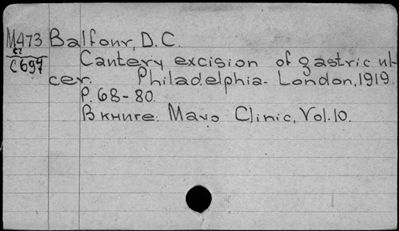 M473 Balfour, D.C.
C697 Cautery excision of gastric ul-
cer. Philadelphia-London, 1919.
P. 68-80.
В книге. Mayo Clinic, Vol. 10.